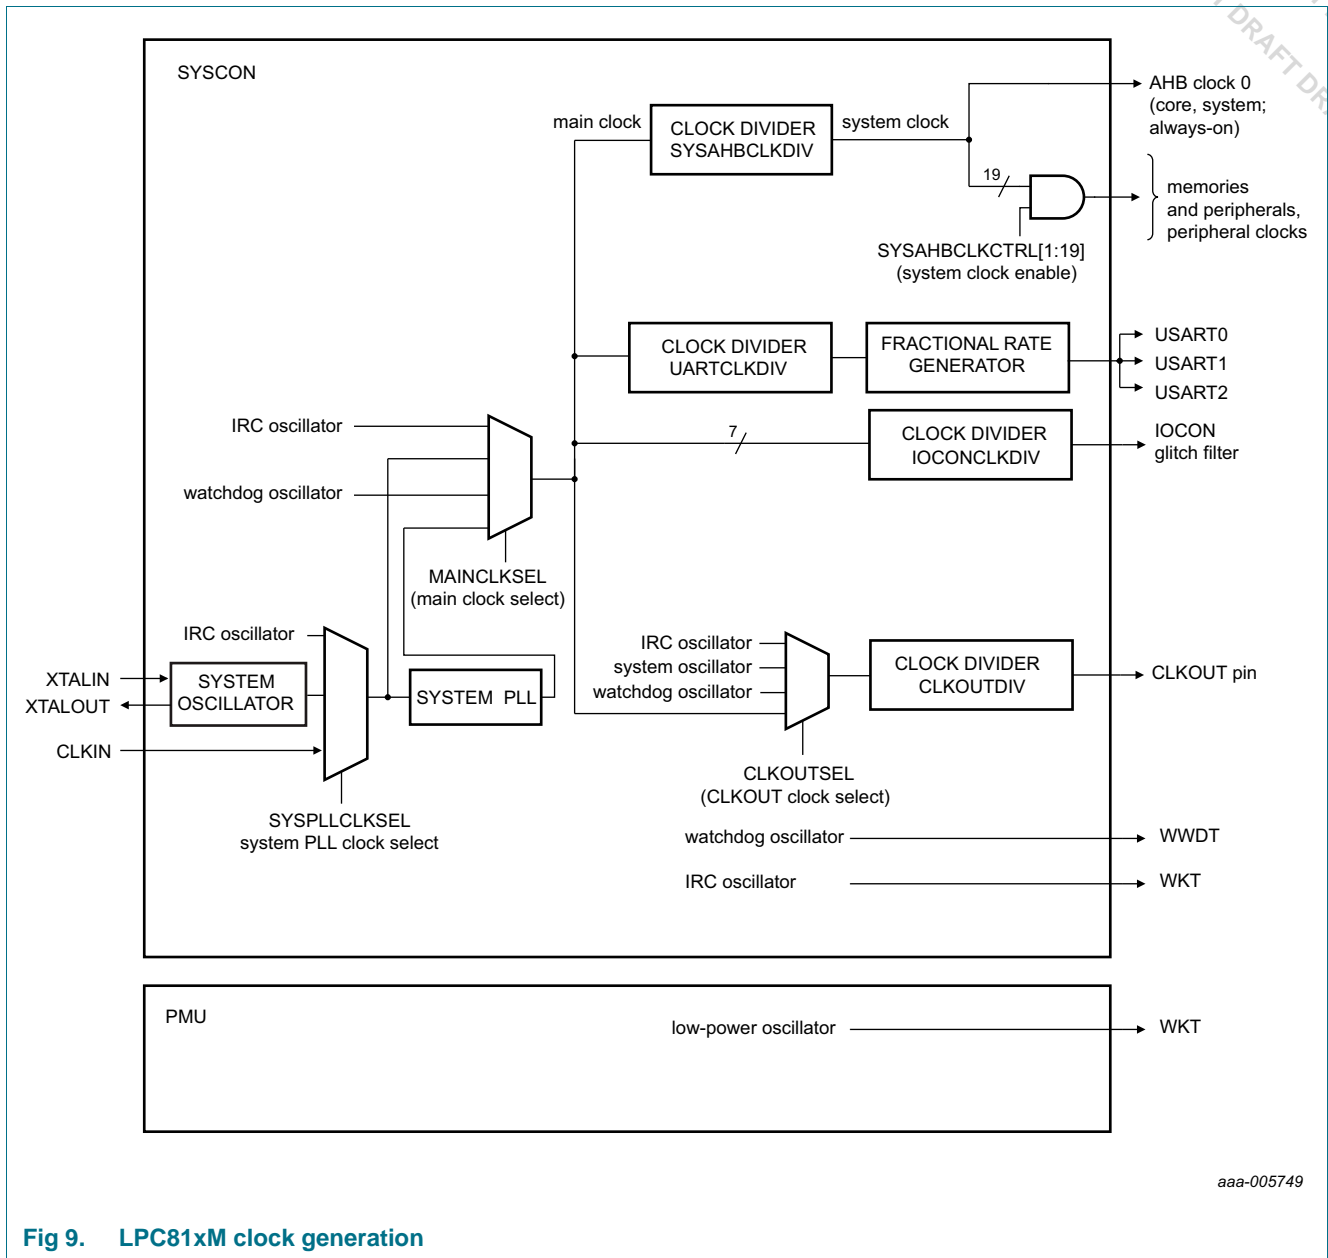 DRAFT DRAFT
SYSCON
AHB clock 0
(core, system;
always-on)
main clock
CLOCK DIVIDER
SYSAHBCLKDIV
system clock
19
memories
and peripherals,
peripheral clocks
SYSAHBCLKCTRL[1:19]
(system clock enable)
CLOCK DIVIDER
UARTCLKDIV
FRACTIONAL RATE
GENERATOR
USART0
USART1
USART2
IRC oscillator
7
CLOCK DIVIDER
IOCONCLKDIV
IOCON
glitch filter
watchdog oscillator
MAINCLKSEL
(main clock select)
IRC oscillator
XTALIN
XTALOUT
SYSTEM
OSCILLATOR
SYSTEM PLL
CLKIN
SYSPLLCLKSEL
system PLL clock select
IRC oscillator
system oscillator
watchdog oscillator
CLOCK DIVIDER
CLKOUTDIV
CLKOUT pin
CLKOUTSEL
(CLKOUT clock select)
watchdog oscillator
WWDT
IRC oscillator
WKT
PMU
low-power oscillator
WKT
aaa-005749
Fig 9. LPC81xM clock generation